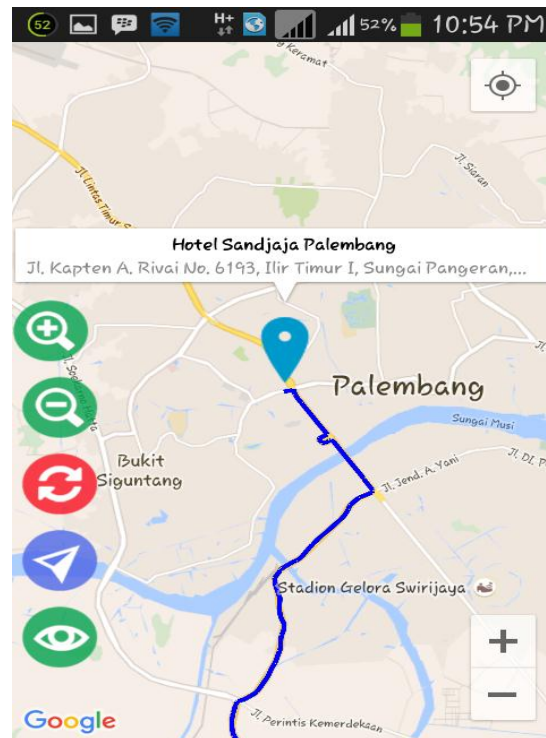 52
H+
52%
10:54 PM
Keramat
Jl. Siaran
Jl. Lintas Timur S
Hotel Sandjaja Palembang
Jl. Kapten A. Rivai No. 6193, Ilir Timur I, Sungai Pangeran,...
Palembang
Sungai Musi
Bukit
Siguntang
Jl. Jend. A. Yani
Jl. DI. P
Stadion Gelora Swirijaya
Google
Jl. Perintis Kemerdekaan